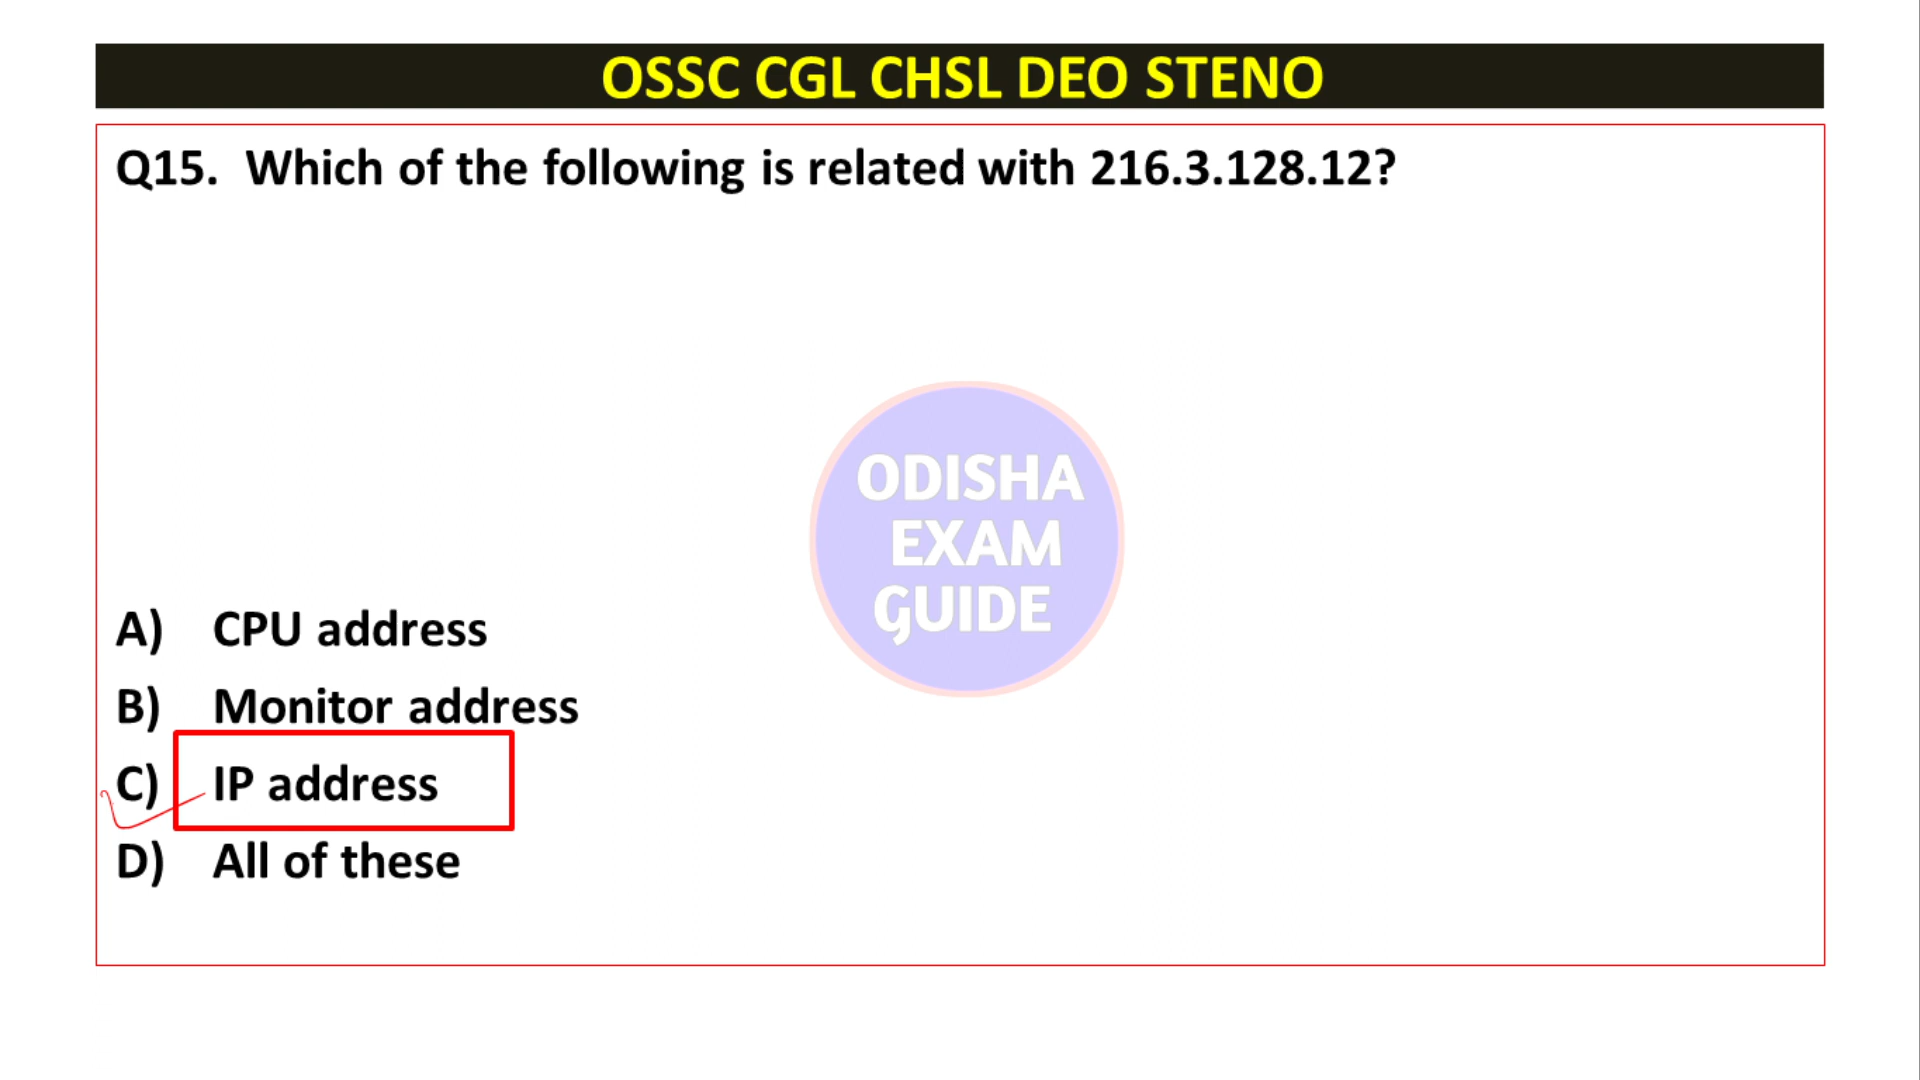 OSSC CGL CHSL DEO STENO
Q15. Which of the following is related with 216.3.128.12?
ODISHA
EXAM
GUIDE
A) CPU address
B) Monitor address
C) IP address
D) All of these